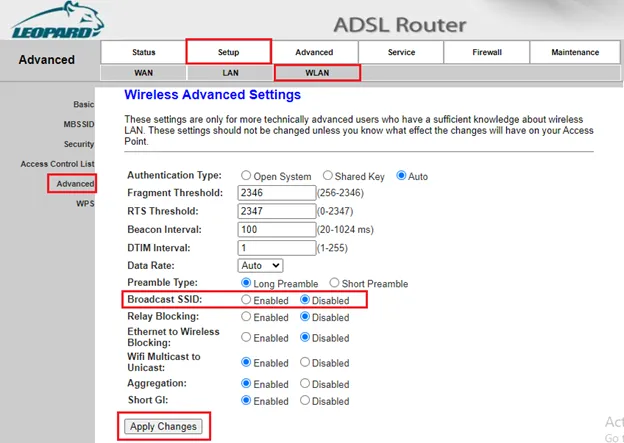 LEOPARD
ADSL Router
Advanced
Status Setup Advanced Service Firewall Maintenance
WAN LAN WLAN
Basic
MBSSID
Security
Access Control List
Advanced
WPS
Wireless Advanced Settings
These settings are only for more technically advanced users who have a sufficient knowledge about wireless
LAN. These settings should not be changed unless you know what effect the changes will have on your Access
Point.
Authentication Type: Open System Shared Key Auto
Fragment Threshold: 2346 (256-2346)
RTS Threshold: 2347 (0-2347)
Beacon Interval: 100 (20-1024 ms)
DTIM Interval: 1 (1-255)
Data Rate: Auto
Preamble Type: Long Preamble Short Preamble
Broadcast SSID: Enabled Disabled
Relay Blocking: Enabled Disabled
Ethernet to Wireless
Blocking: Enabled Disabled
Wifi Multicast to
Unicast: Enabled Disabled
Aggregation: Enabled Disabled
Short GI: Enabled Disabled
Apply Changes